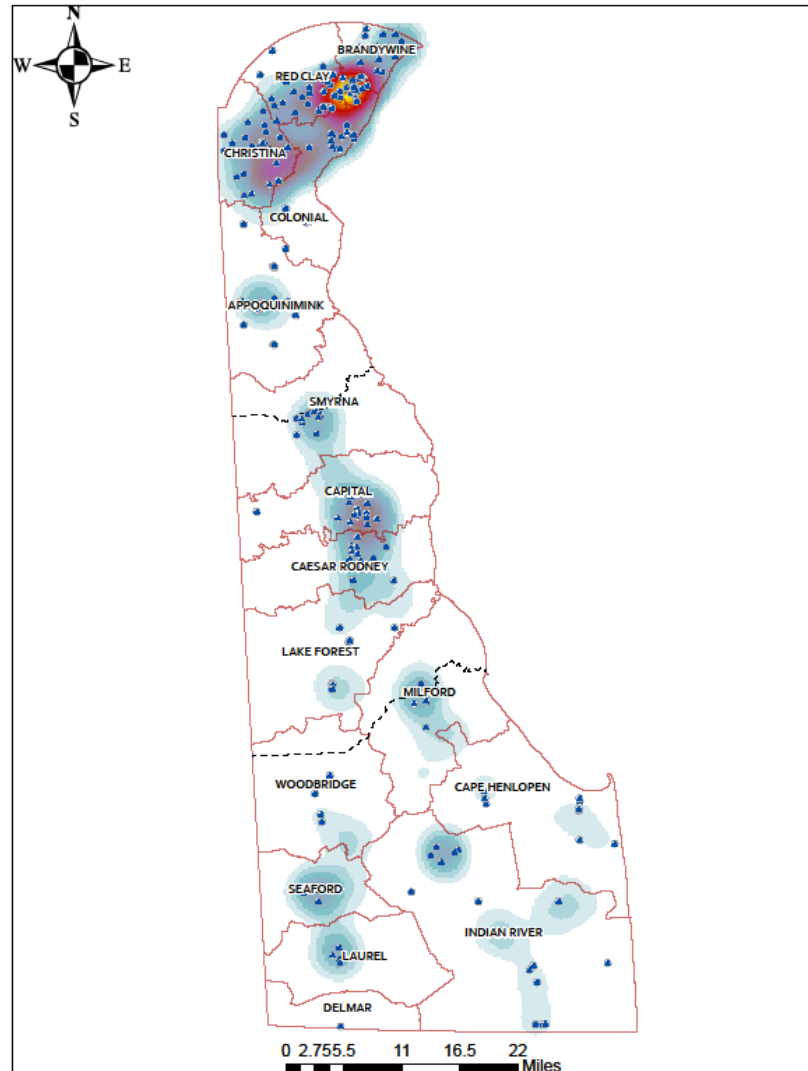 N
W E
S
BRANDYWINE
RED CLAY
CHRISTINA
COLONIAL
APPOQUINIMINK
SMYRNA
CAPITAL
CAESAR RODNEY
LAKE FOREST
MILFORD
WOODBRIDGE
CAPE HENLOPEN
SEAFORD
INDIAN RIVER
LAUREL
DELMAR
0 2.755.5 11 16.5 22
Miles